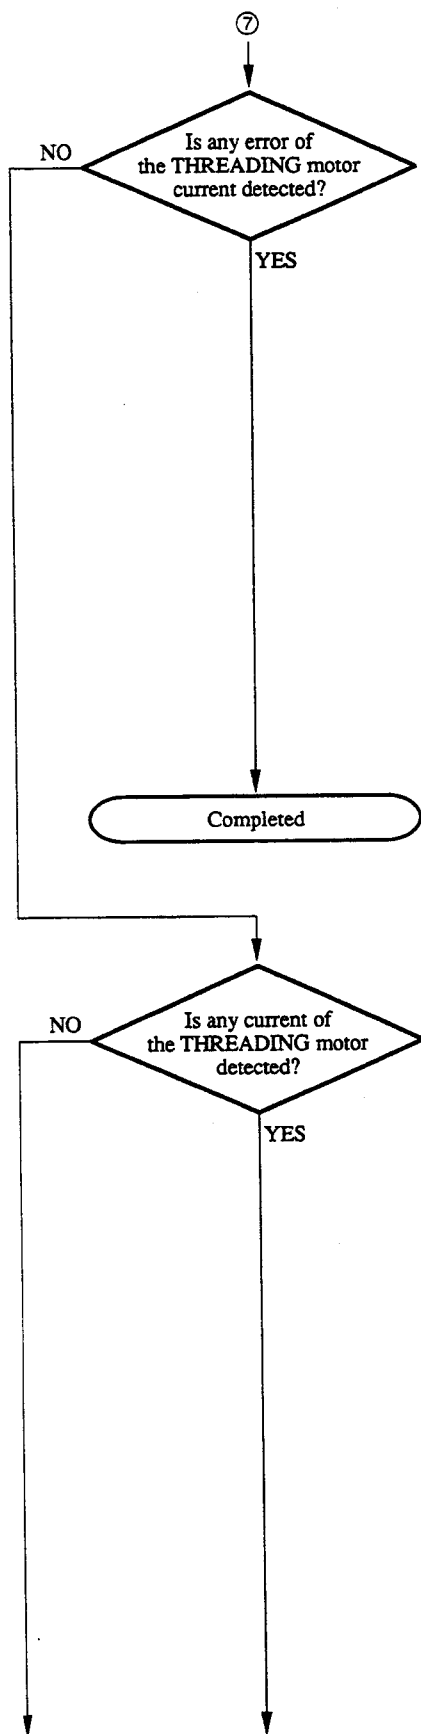 ⑦
Is any error of
the THREADING motor
current detected?
NO
YES
Completed
Is any current of
the THREADING motor
detected?
NO
YES